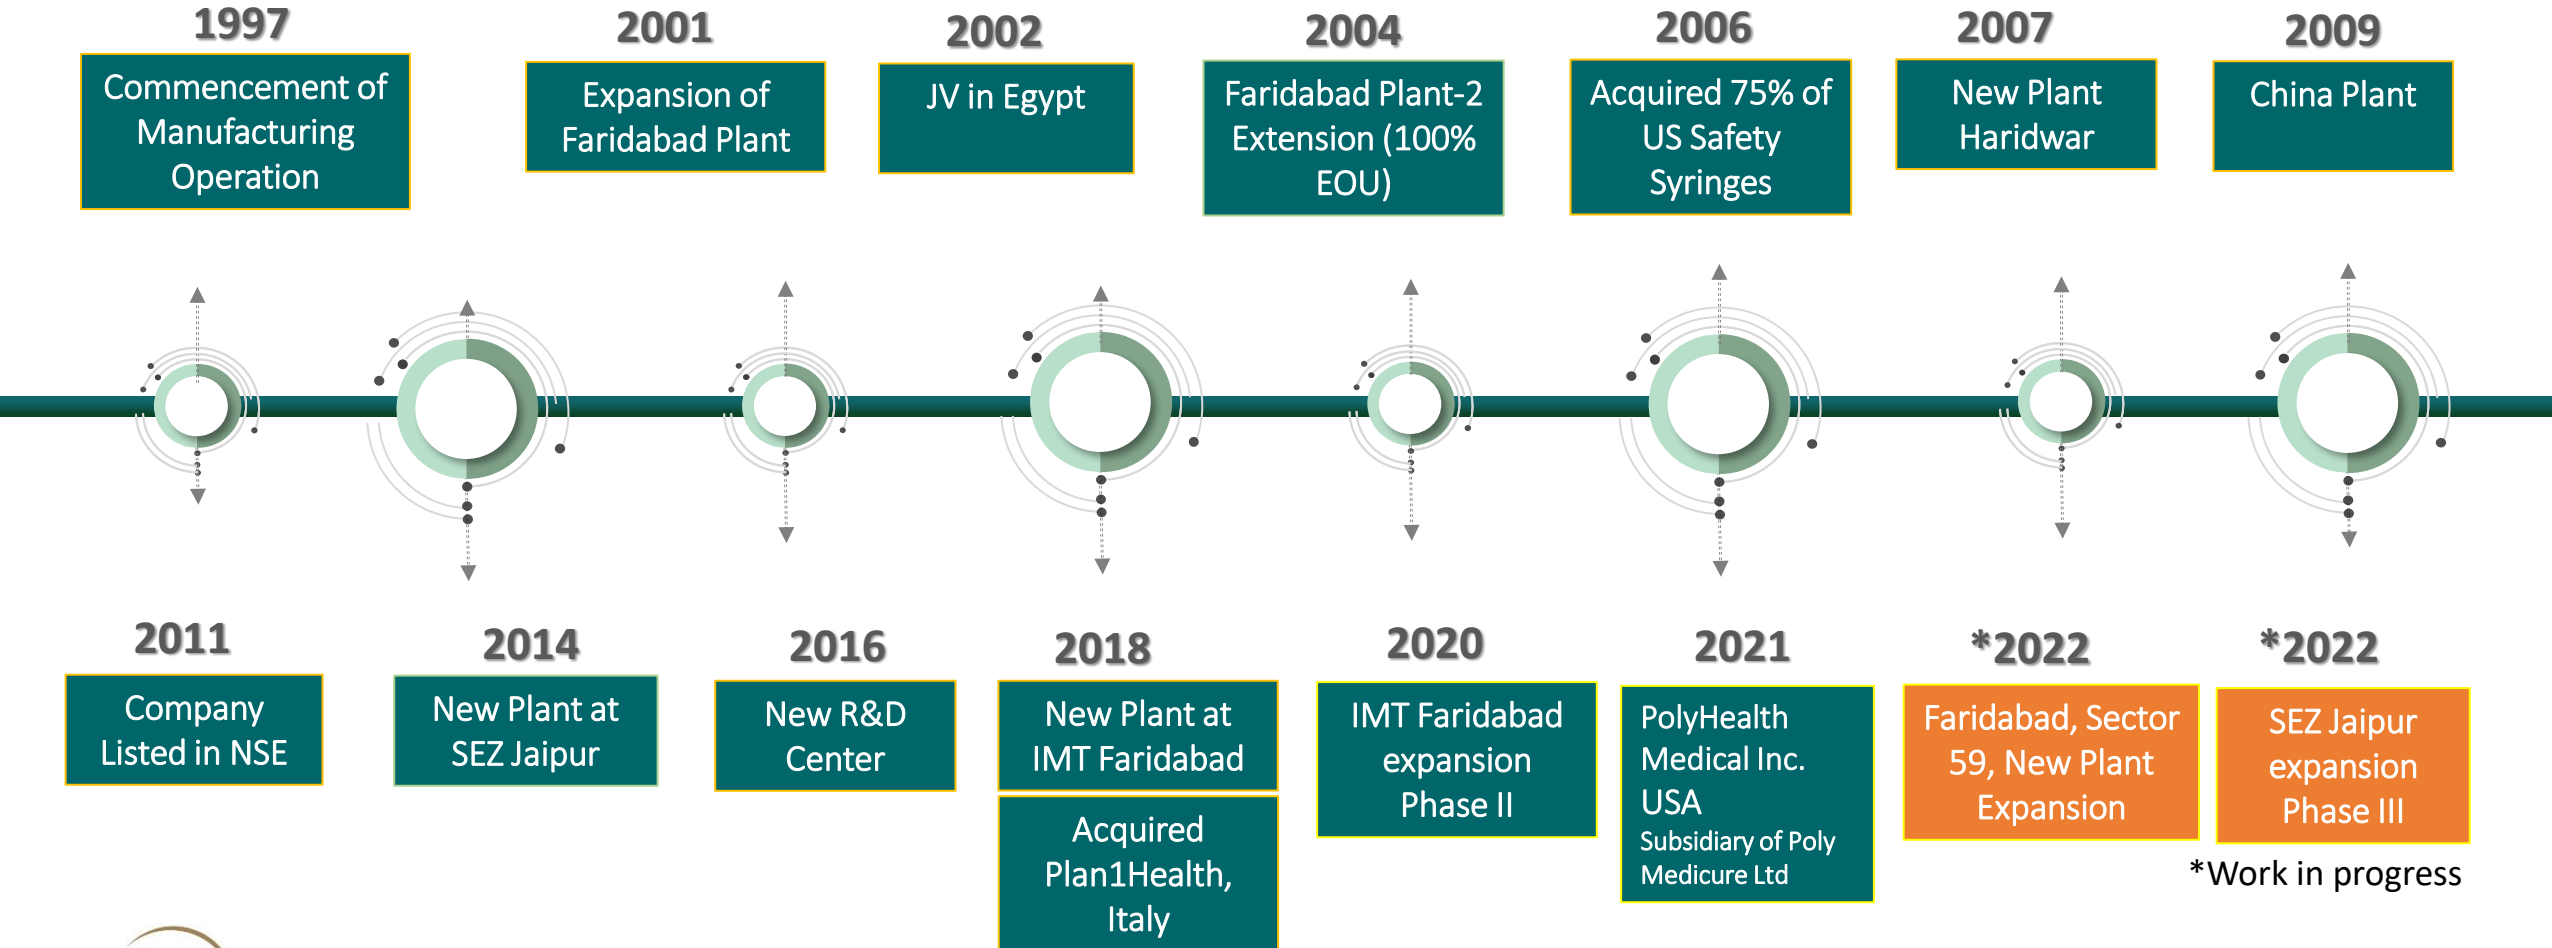 1997
Commencement of
Manufacturing
Operation
2001
Expansion of
Faridabad Plant
2002
JV in Egypt
2004
Faridabad Plant-2
Extension (100%
EOU)
2006
Acquired 75% of
US Safety
Syringes
2007
New Plant
Haridwar
2009
China Plant
2011
Company
Listed in NSE
2014
New Plant at
SEZ Jaipur
2016
New R&D
Center
2018
New Plant at
IMT Faridabad
Acquired
Plan1Health,
Italy
2020
IMT Faridabad
expansion
Phase II
2021
PolyHealth
Medical Inc.
USA
Subsidiary of Poly
Medicure Ltd
*2022
Faridabad, Sector
59, New Plant
Expansion
*2022
SEZ Jaipur
expansion
Phase III
*Work in progress